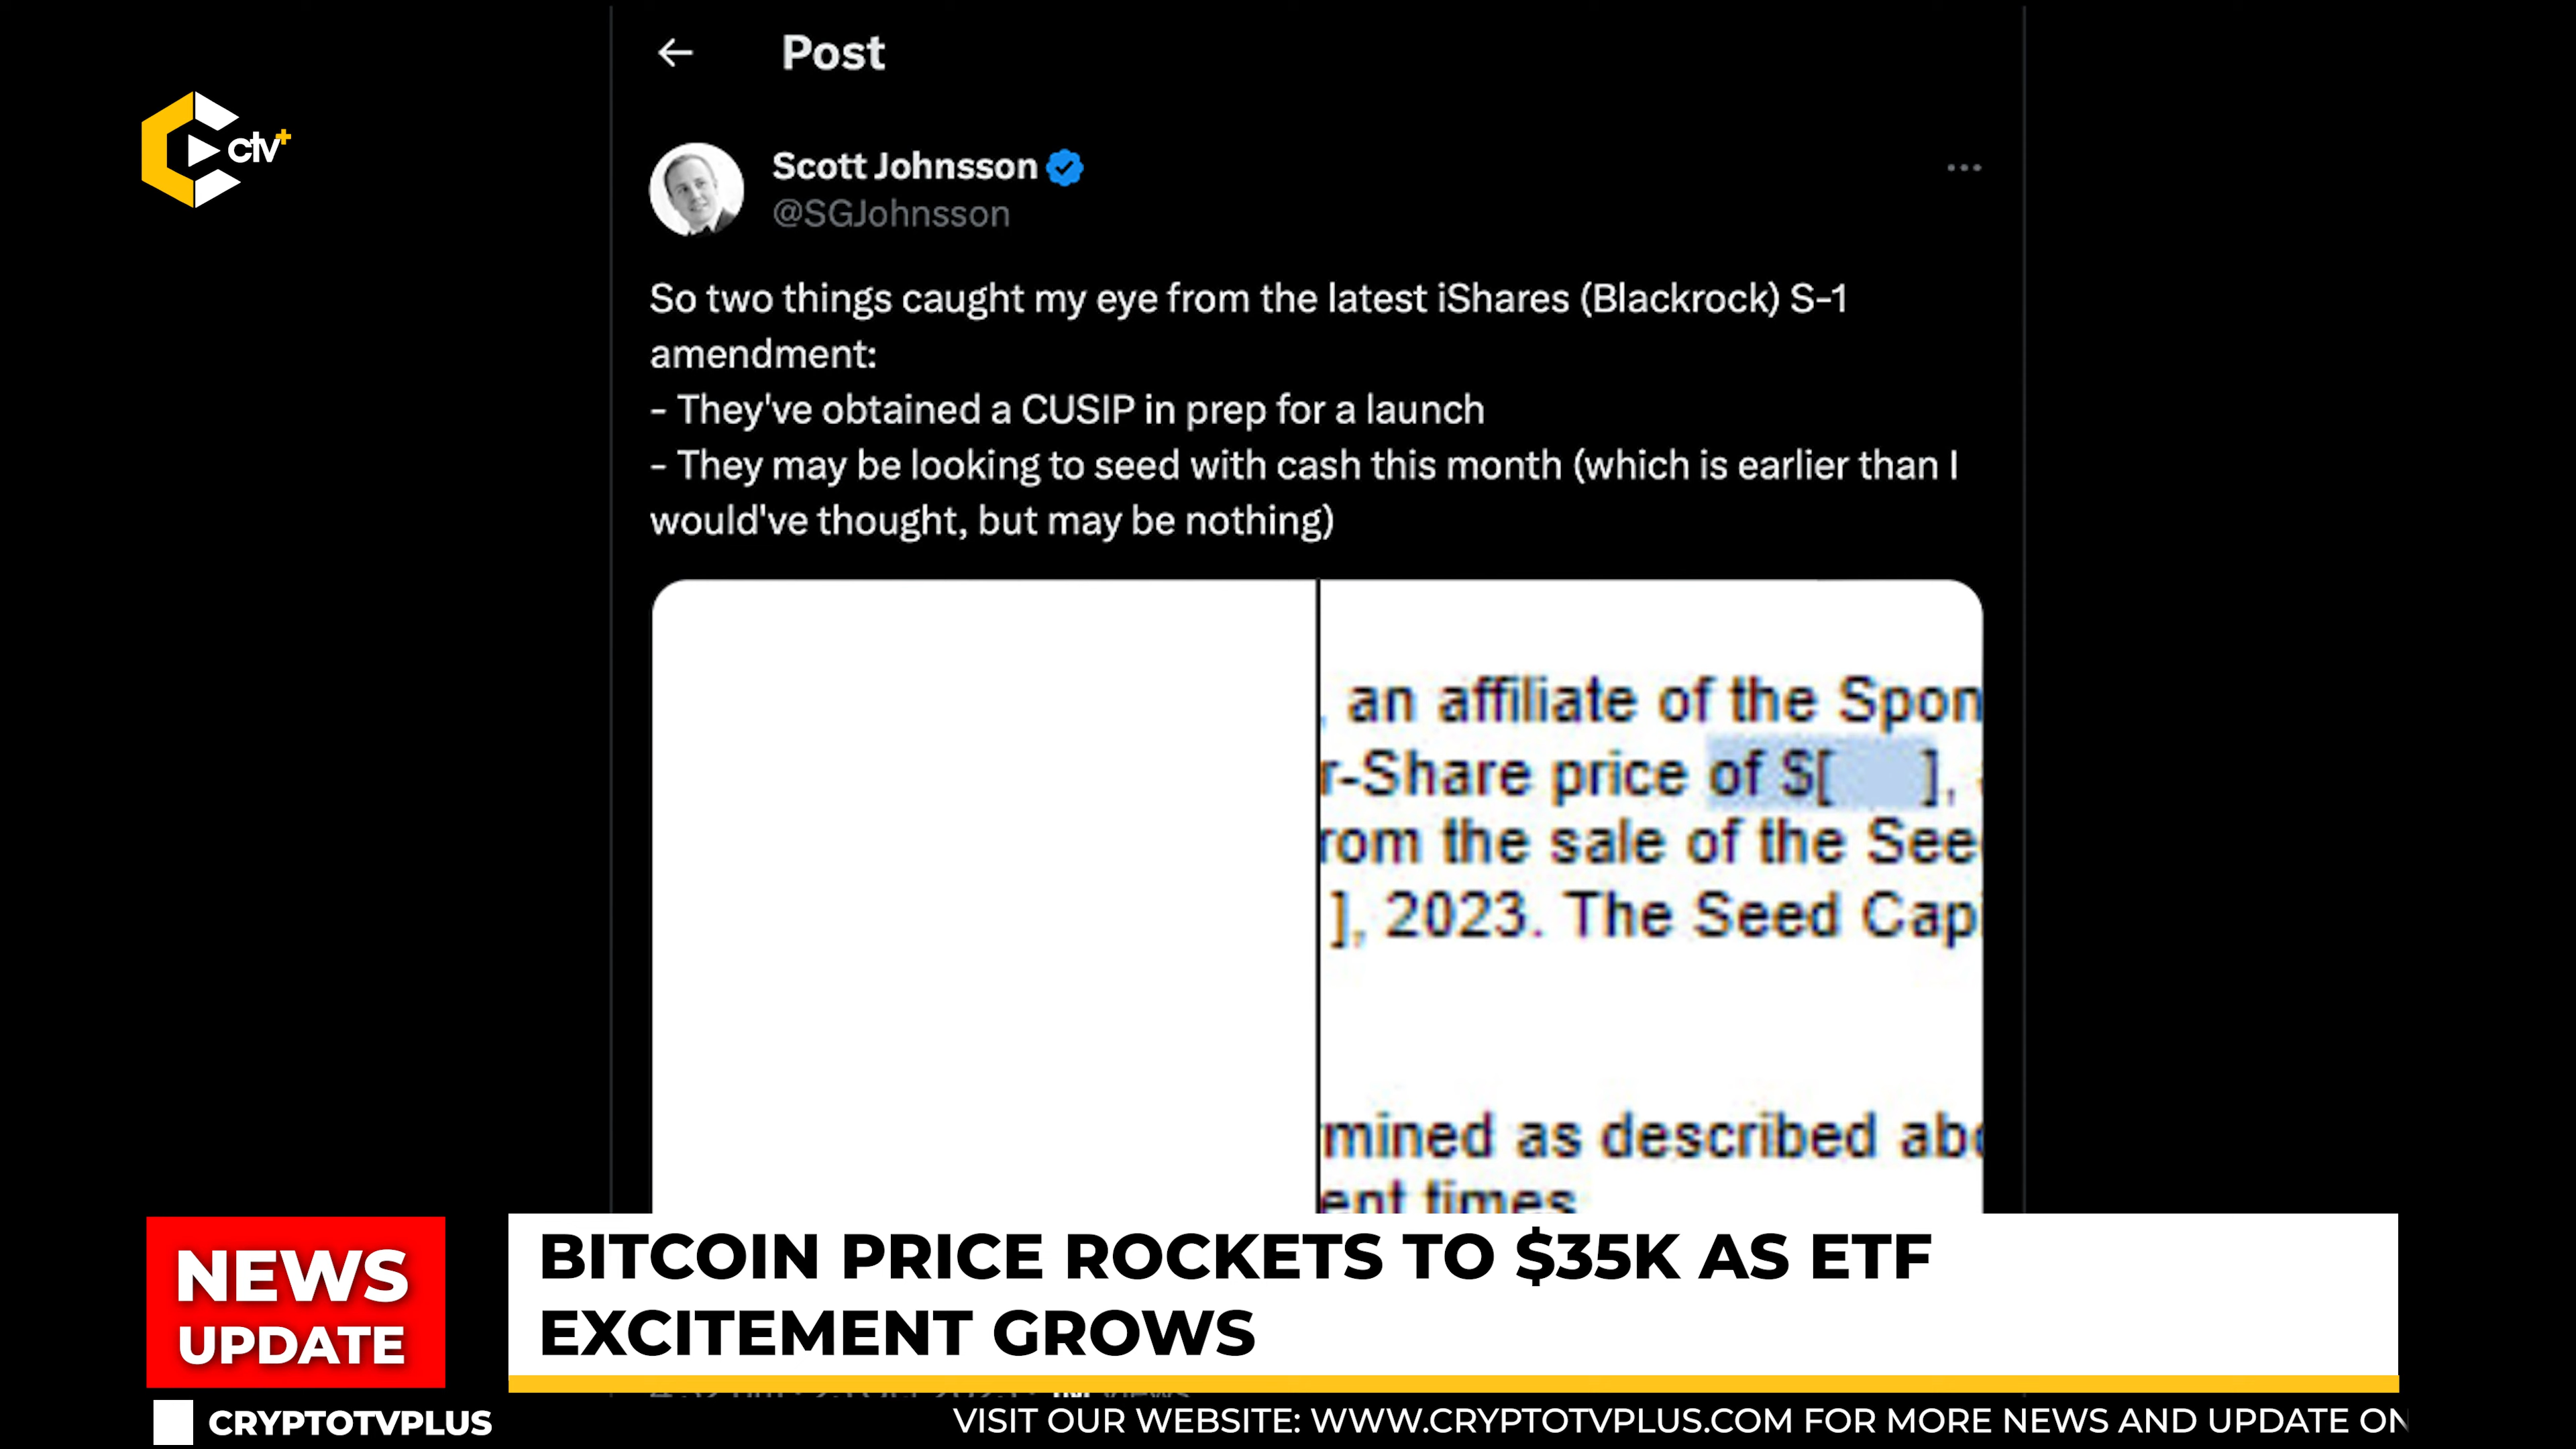 Post
ctv+
Scott Johnsson
@SGJohnsson
So two things caught my eye from the latest iShares (Blackrock) S-1
amendment:
- They've obtained a CUSIP in prep for a launch
- They may be looking to seed with cash this month (which is earlier than I
would've thought, but may be nothing)
, an affiliate of the Spon
r-Share price of $[ ],
rom the sale of the See
], 2023. The Seed Cap
mined as described abo
ent times
NEWS
UPDATE
BITCOIN PRICE ROCKETS TO $35K AS ETF
EXCITEMENT GROWS
CRYPTOTVPLUS
VISIT OUR WEBSITE: WWW.CRYPTOTVPLUS.COM FOR MORE NEWS AND UPDATE ON